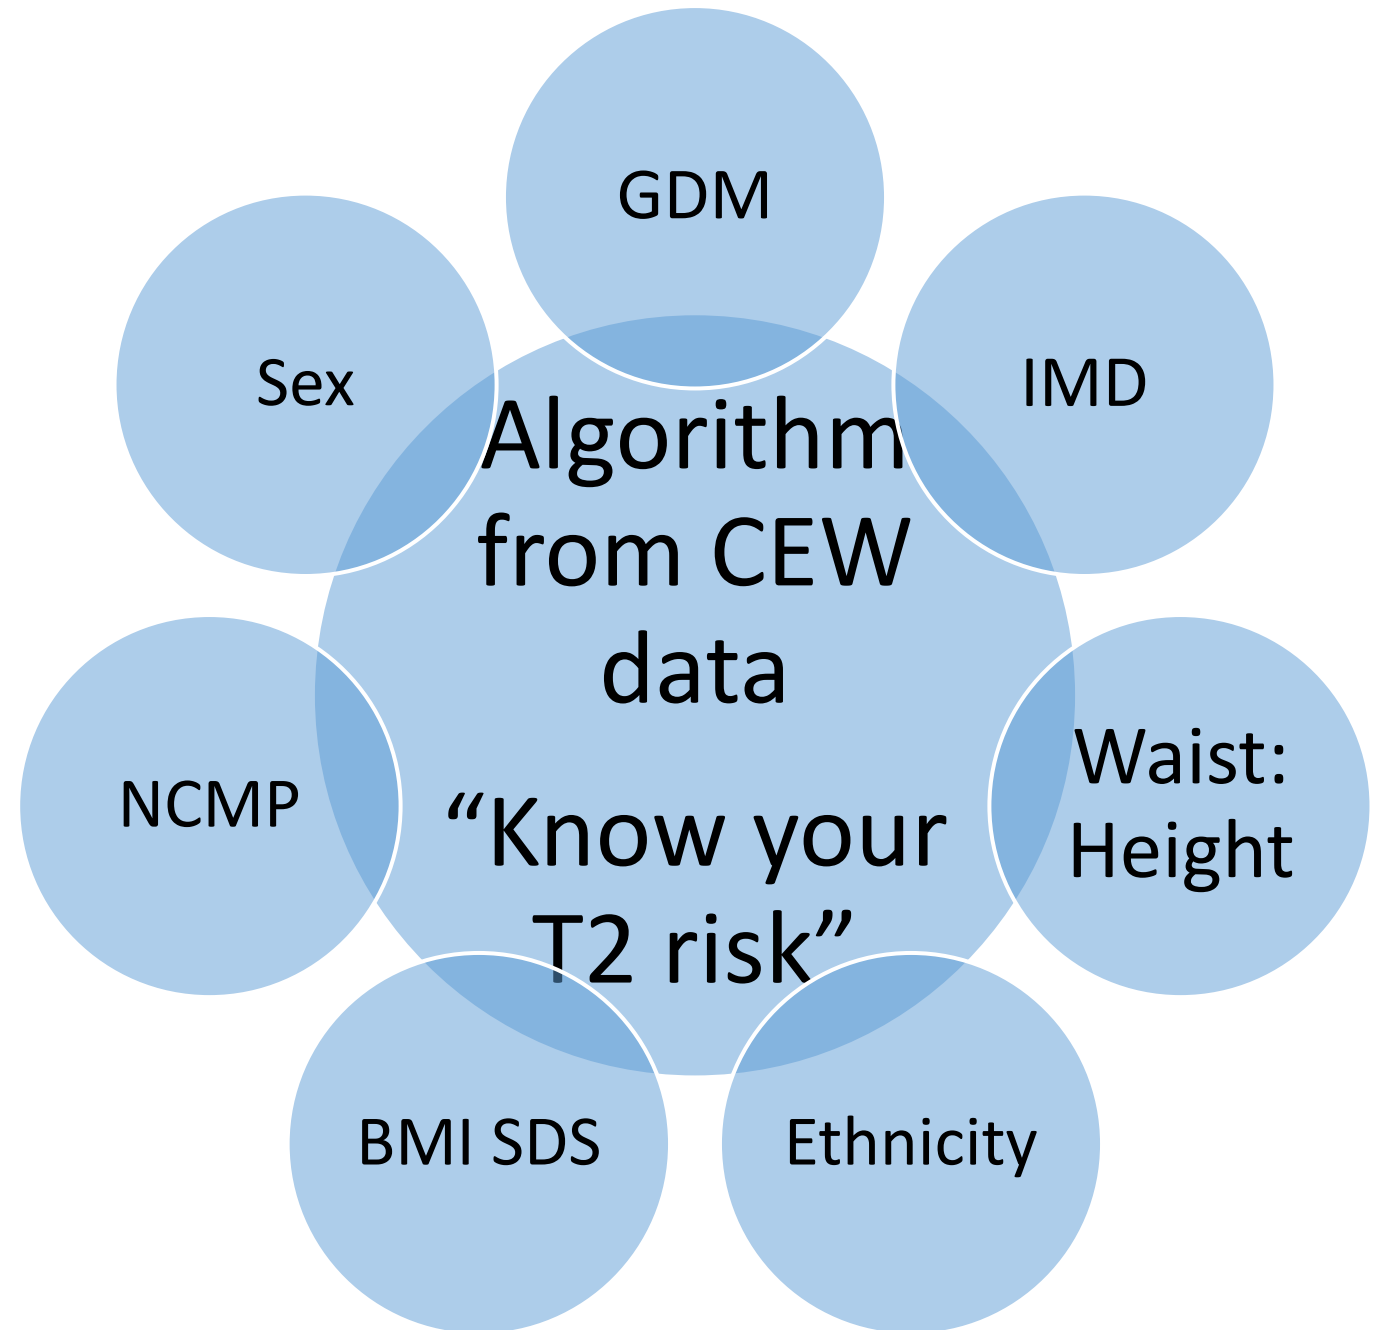 GDM
Sex
IMD
Algorithm
from CEW
data
“Know your
T2 risk”
Waist:
Height
NCMP
BMI SDS
Ethnicity